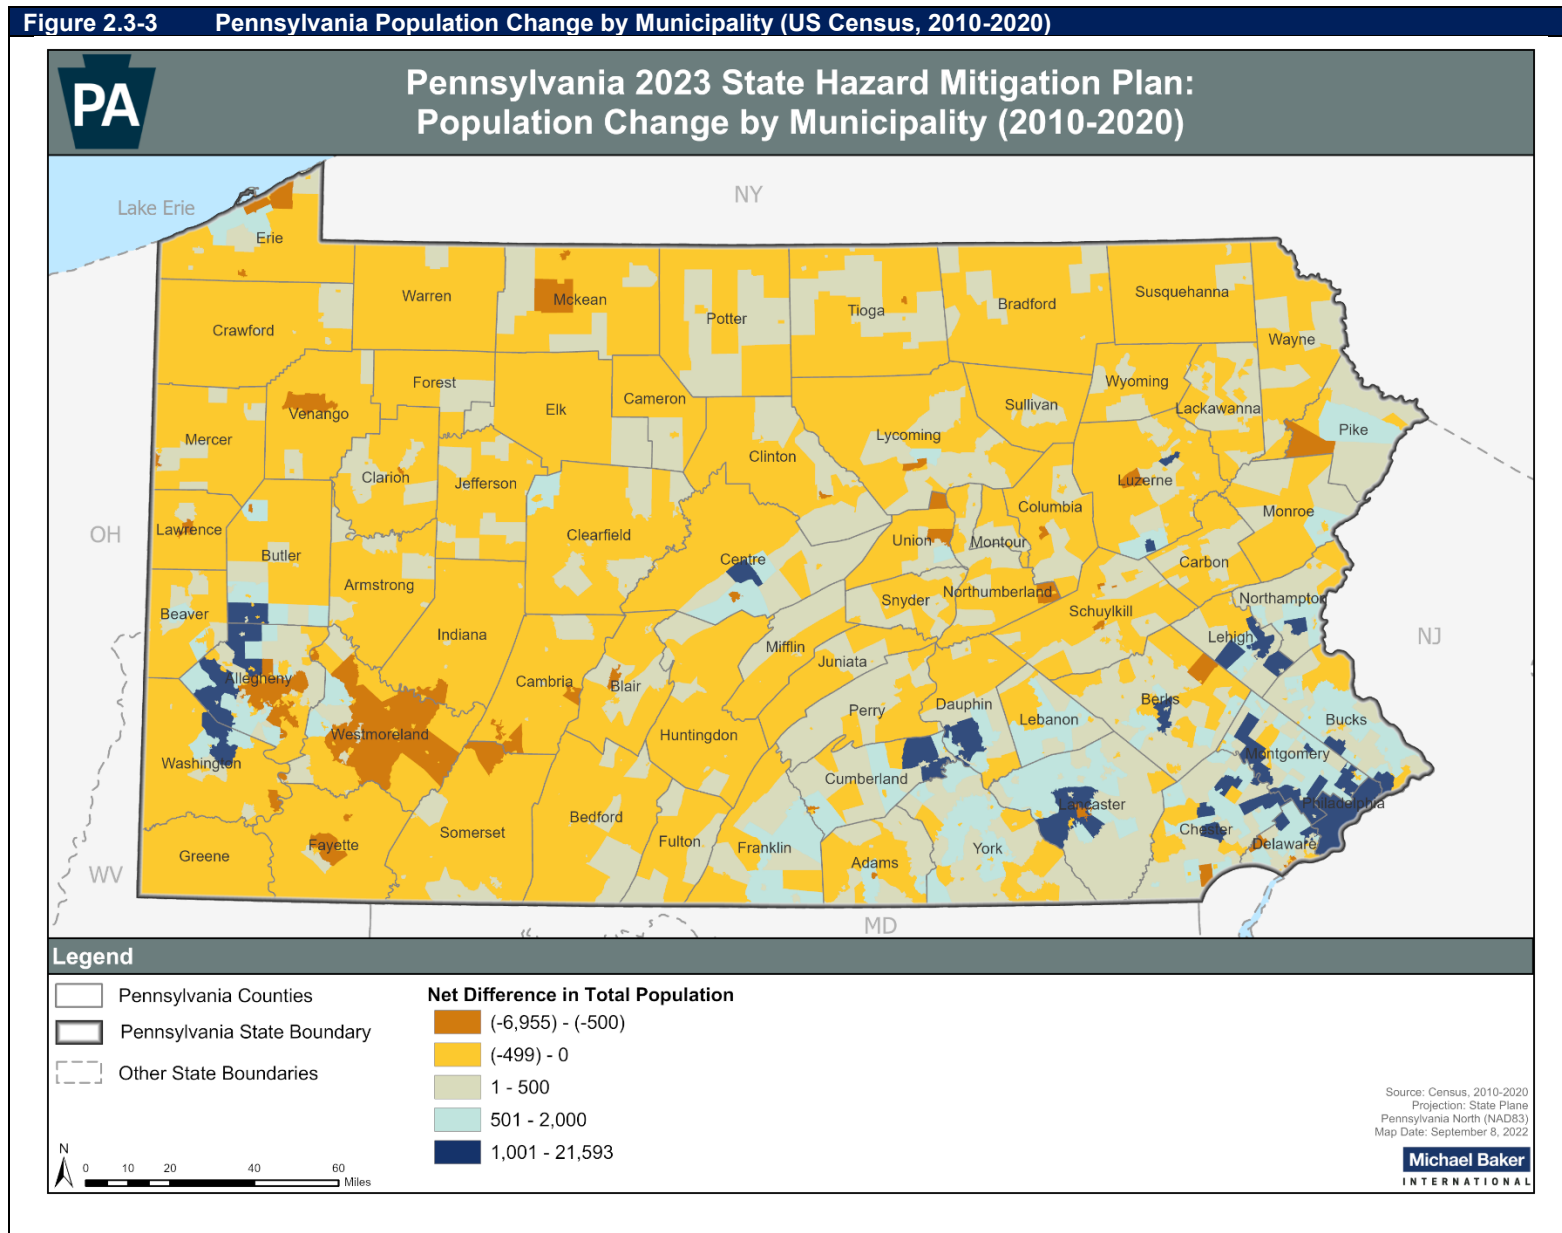 Figure 2.3-3 Pennsylvania Population Change by Municipality (US Census, 2010-2020)
PA
Pennsylvania 2023 State Hazard Mitigation Plan:
Population Change by Municipality (2010-2020)
NY
Lake Erie
Erie
Warren
Mckean
Potter
Tioga
Bradford
Susquehanna
Crawford
Wayne
Forest
Elk
Cameron
Sullivan
Wyoming
Lackawanna
Venango
Mercer
Lycoming
Pike
Clinton
Clarion
Jefferson
Luzerne
Columbia
Monroe
Lawrence
OH
Clearfield
Union
Montour
Butler
Centre
Carbon
Armstrong
Snyder
Northumberland
Northampton
Beaver
Schuylkill
Indiana
Lehigh
NJ
Mifflin
Juniata
Allegheny
Cambria
Blair
Berks
Dauphin
Perry
Lebanon
Bucks
Westmoreland
Huntingdon
Montgomery
Washington
Cumberland
Lancaster
Philadelphia
Bedford
Somerset
Chester
Fayette
Fulton
Franklin
York
Delaware
Greene
Adams
WV
MD
Legend
Pennsylvania Counties
Pennsylvania State Boundary
Other State Boundaries
Net Difference in Total Population
(-6,955) - (-500)
(-499) - 0
1 - 500
501 - 2,000
1,001 - 21,593
N
0 10 20 40 60
Miles
Source: Census, 2010-2020
Projection: State Plane
Pennsylvania North (NAD83)
Map Date: September 8, 2022
Michael Baker
INTERNATIONAL